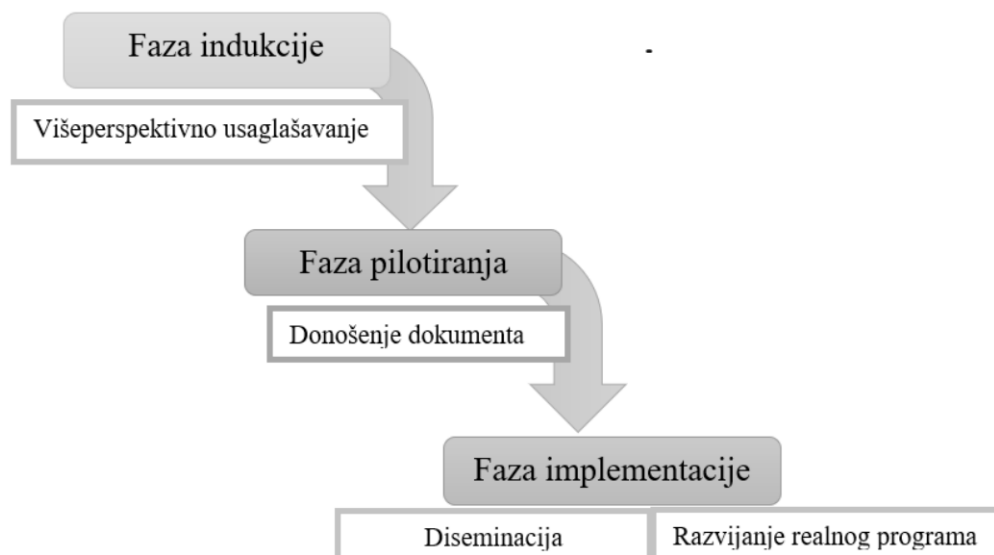 Faza indukcije
-
Višeperspektivno usaglašavanje
Faza pilotiranja
Donošenje dokumenta
Faza implementacije
Diseminacija
Razvijanje realnog programa